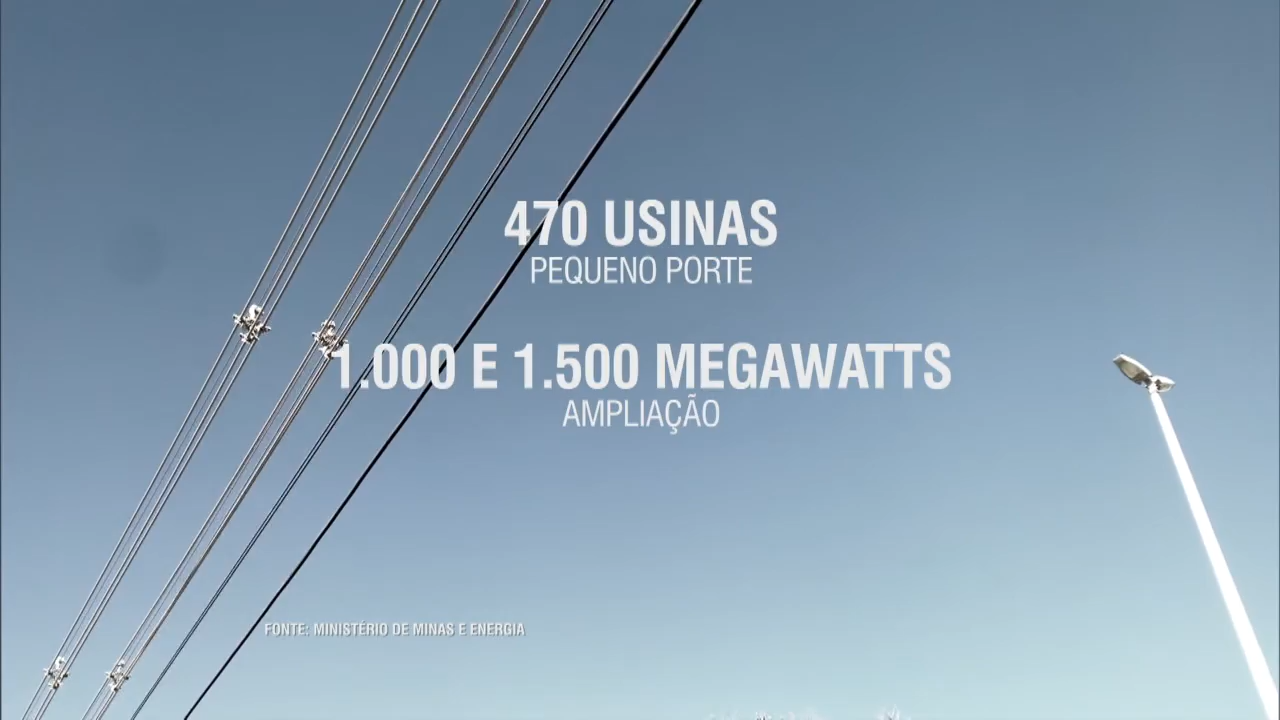 470 USINAS
PEQUENO PORTE
1.000 E 1.500 MEGAWATTS
AMPLIAÇÃO
FONTE: MINISTÉRIO DE MINAS E ENERGIA